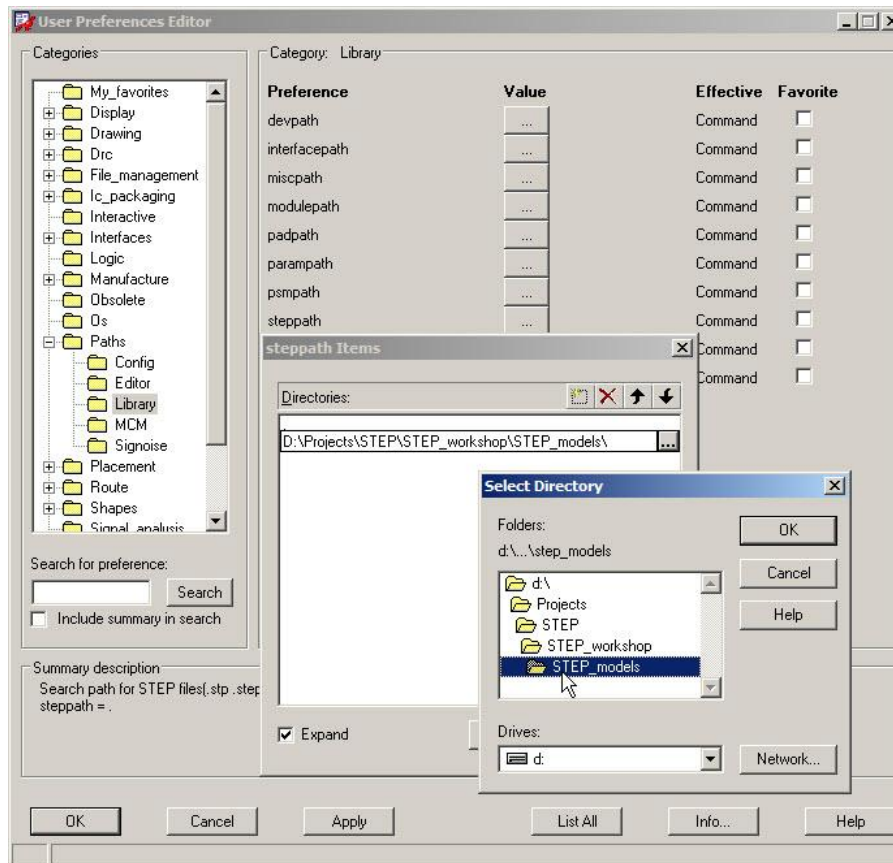 User Preferences Editor
Categories
My_favorites
Display
Drawing
Drc
File_management
Ic_packaging
Interactive
Interfaces
Logic
Manufacture
Obsolete
Os
Paths
Config
Editor
Library
MCM
Signoise
Placement
Route
Shapes
Signal_analysis
Search for preference:
Search
Include summary in search
Category: Library
Preference Value Effective Favorite
devpath ... Command
interfacepath ... Command
miscpath ... Command
modulepath ... Command
padpath ... Command
parampath ... Command
psmpath ... Command
steppath ... Command
Command
Command
steppath Items
Directories:
D:\Projects\STEP\STEP_workshop\STEP_models\ ...
Expand
Select Directory
Folders:
d:\...\step_models
d:\
Projects
STEP
STEP_workshop
STEP_models
Drives:
d:
OK
Cancel
Help
Network...
Summary description
Search path for STEP files(.stp .step
steppath = .
OK Cancel Apply List All Info... Help